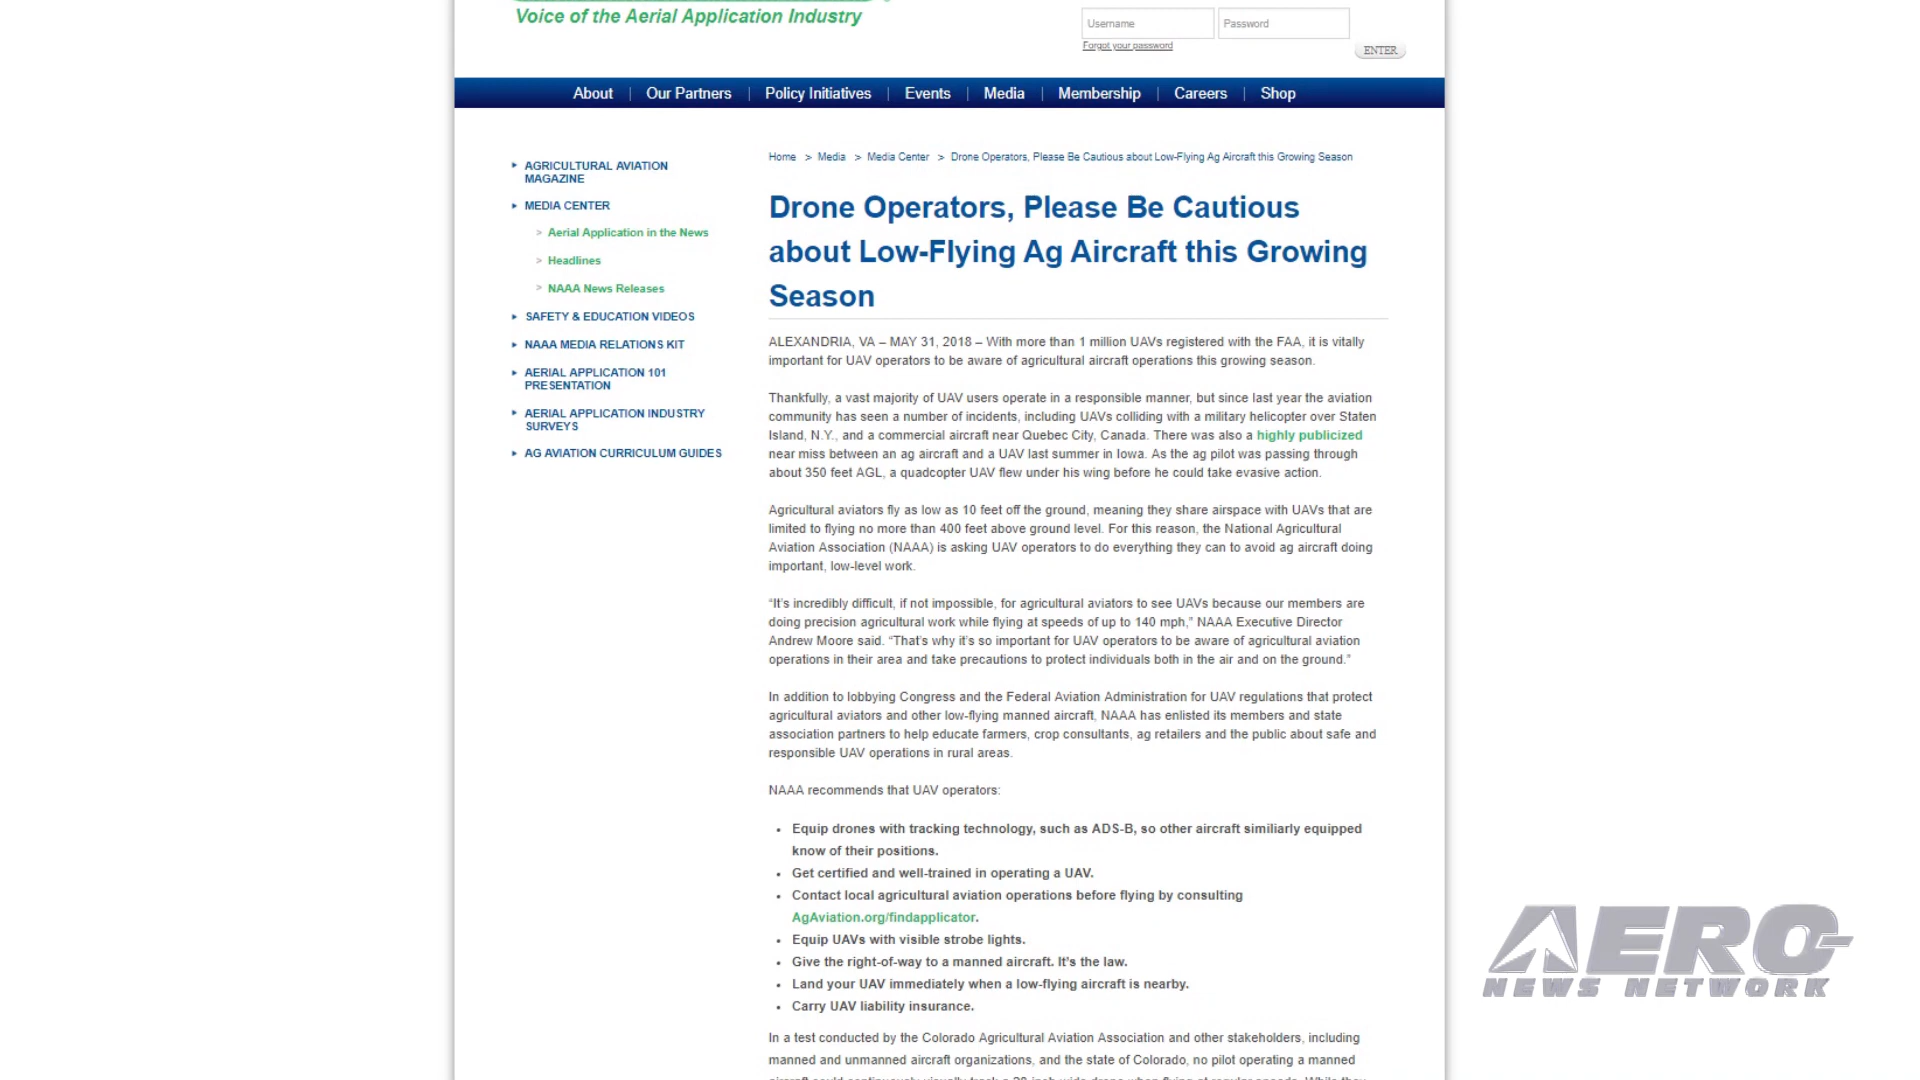 Voice of the Aerial Application Industry
Username
Password
Forgot your password
ENTER
About | Our Partners | Policy Initiatives | Events | Media | Membership | Careers | Shop
AGRICULTURAL AVIATION
MAGAZINE
MEDIA CENTER
> Aerial Application in the News
> Headlines
> NAAA News Releases
SAFETY & EDUCATION VIDEOS
NAAA MEDIA RELATIONS KIT
AERIAL APPLICATION 101
PRESENTATION
AERIAL APPLICATION INDUSTRY
SURVEYS
AG AVIATION CURRICULUM GUIDES
Home > Media > Media Center > Drone Operators, Please Be Cautious about Low-Flying Ag Aircraft this Growing Season
Drone Operators, Please Be Cautious
about Low-Flying Ag Aircraft this Growing
Season
ALEXANDRIA, VA – MAY 31, 2018 – With more than 1 million UAVs registered with the FAA, it is vitally
important for UAV operators to be aware of agricultural aircraft operations this growing season.
Thankfully, a vast majority of UAV users operate in a responsible manner, but since last year the aviation
community has seen a number of incidents, including UAVs colliding with a military helicopter over Staten
Island, N.Y., and a commercial aircraft near Quebec City, Canada. There was also a highly publicized
near miss between an ag aircraft and a UAV last summer in Iowa. As the ag pilot was passing through
about 350 feet AGL, a quadcopter UAV flew under his wing before he could take evasive action.
Agricultural aviators fly as low as 10 feet off the ground, meaning they share airspace with UAVs that are
limited to flying no more than 400 feet above ground level. For this reason, the National Agricultural
Aviation Association (NAAA) is asking UAV operators to do everything they can to avoid ag aircraft doing
important, low-level work.
“It’s incredibly difficult, if not impossible, for agricultural aviators to see UAVs because our members are
doing precision agricultural work while flying at speeds of up to 140 mph,” NAAA Executive Director
Andrew Moore said. “That’s why it’s so important for UAV operators to be aware of agricultural aviation
operations in their area and take precautions to protect individuals both in the air and on the ground.”
In addition to lobbying Congress and the Federal Aviation Administration for UAV regulations that protect
agricultural aviators and other low-flying manned aircraft, NAAA has enlisted its members and state
association partners to help educate farmers, crop consultants, ag retailers and the public about safe and
responsible UAV operations in rural areas.
NAAA recommends that UAV operators:
• Equip drones with tracking technology, such as ADS-B, so other aircraft similiarly equipped
know of their positions.
• Get certified and well-trained in operating a UAV.
• Contact local agricultural aviation operations before flying by consulting
AgAviation.org/findapplicator.
• Equip UAVs with visible strobe lights.
• Give the right-of-way to a manned aircraft. It’s the law.
• Land your UAV immediately when a low-flying aircraft is nearby.
• Carry UAV liability insurance.
In a test conducted by the Colorado Agricultural Aviation Association and other stakeholders, including
manned and unmanned aircraft organizations, and the state of Colorado, no pilot operating a manned
AERO-
NEWS NETWORK